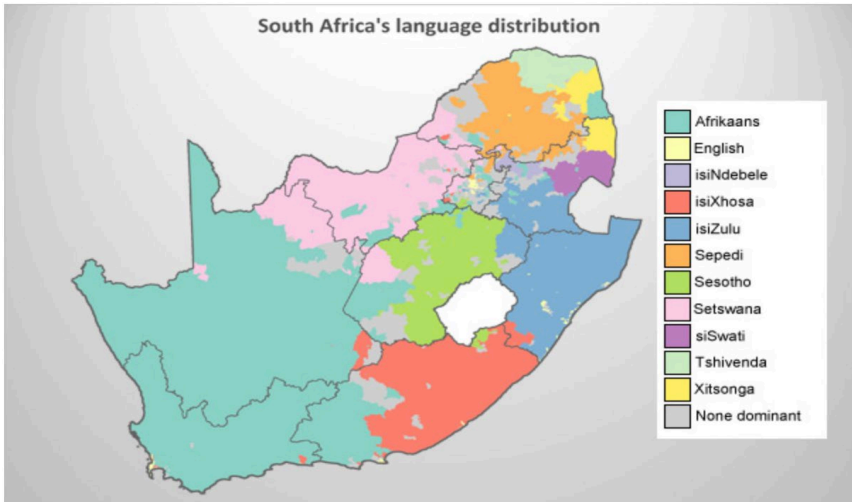 South Africa's language distribution
Afrikaans
English
isiNdebele
isiXhosa
isiZulu
Sepedi
Sesotho
Setswana
siSwati
Tshivenda
Xitsonga
None dominant